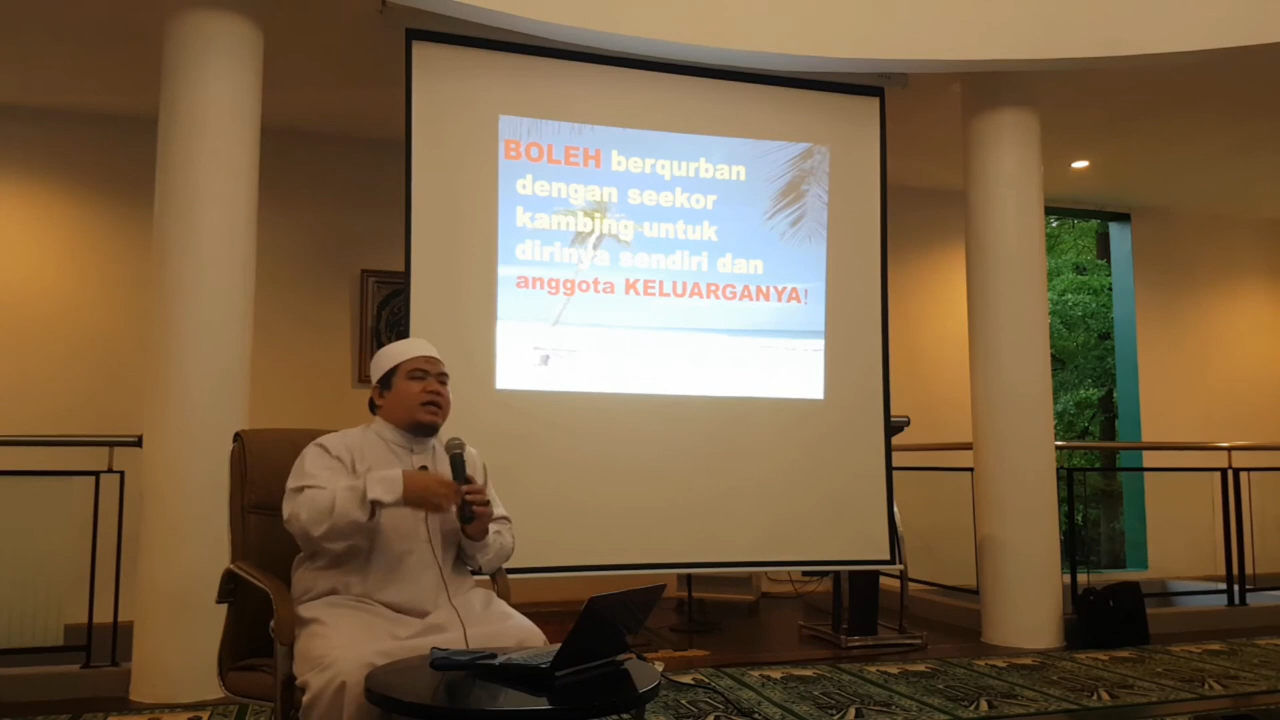 BOLEH berqurban
dengan seekor
kambing untuk
dirinya sendiri dan
anggota KELUARGANYA!